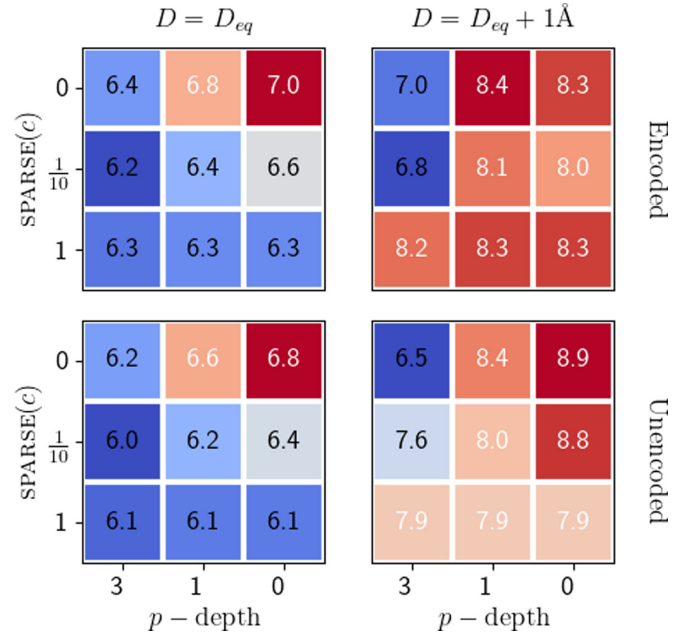 D = D_eq
D = D_eq + 1Å
SPARSE(c)
0
6.4 6.8 7.0
7.0 8.4 8.3
1/10
6.2 6.4 6.6
6.8 8.1 8.0
1
6.3 6.3 6.3
8.2 8.3 8.3
Encoded
SPARSE(c)
0
6.2 6.6 6.8
6.5 8.4 8.9
1/10
6.0 6.2 6.4
7.6 8.0 8.8
1
6.1 6.1 6.1
7.9 7.9 7.9
Unencoded
3 1 0
3 1 0
p − depth
p − depth